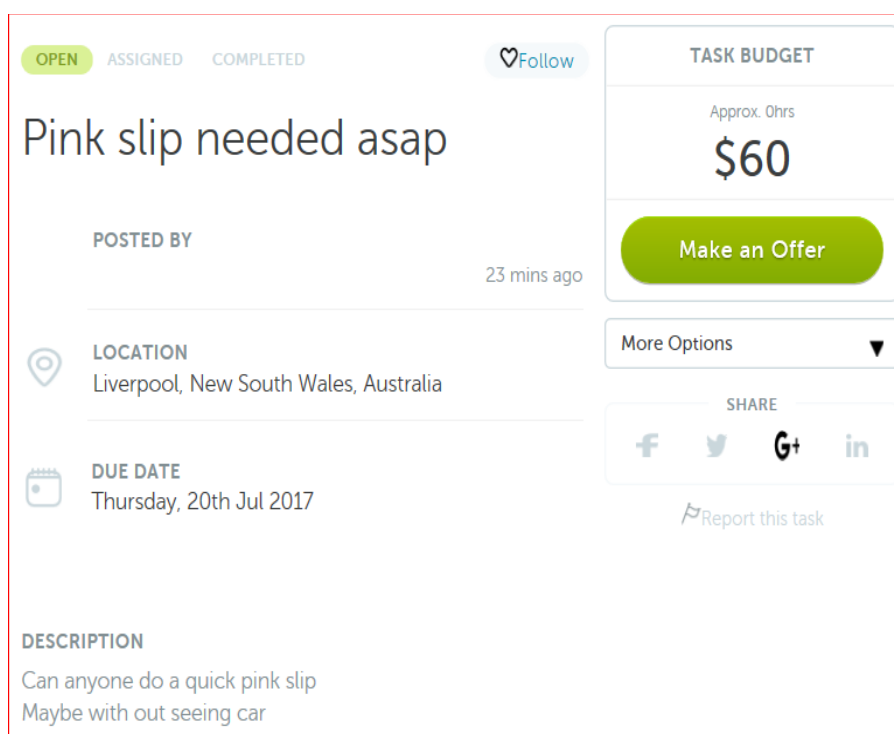 OPEN ASSIGNED COMPLETED
Follow
Pink slip needed asap
POSTED BY
23 mins ago
LOCATION
Liverpool, New South Wales, Australia
DUE DATE
Thursday, 20th Jul 2017
DESCRIPTION
Can anyone do a quick pink slip
Maybe with out seeing car
TASK BUDGET
Approx. 0hrs
$60
Make an Offer
More Options
SHARE
G+ in
Report this task